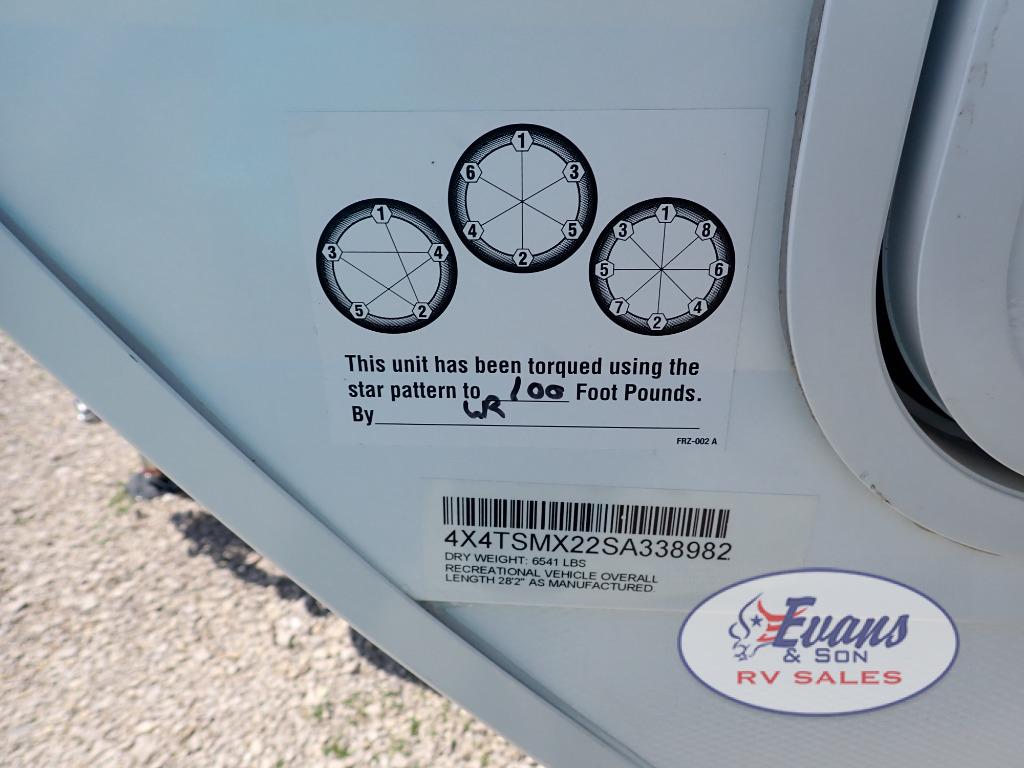 1
6 3
4 5
2
1
3 4
5 2
1
3 8
5 6
7 4
2
This unit has been torqued using the
star pattern to 100 Foot Pounds.
By WR
FRZ-002 A
4X4TSMX22SA338982
DRY WEIGHT: 6541 LBS
RECREATIONAL VEHICLE OVERALL
LENGTH 28'2" AS MANUFACTURED.
Evans
& SON
RV SALES